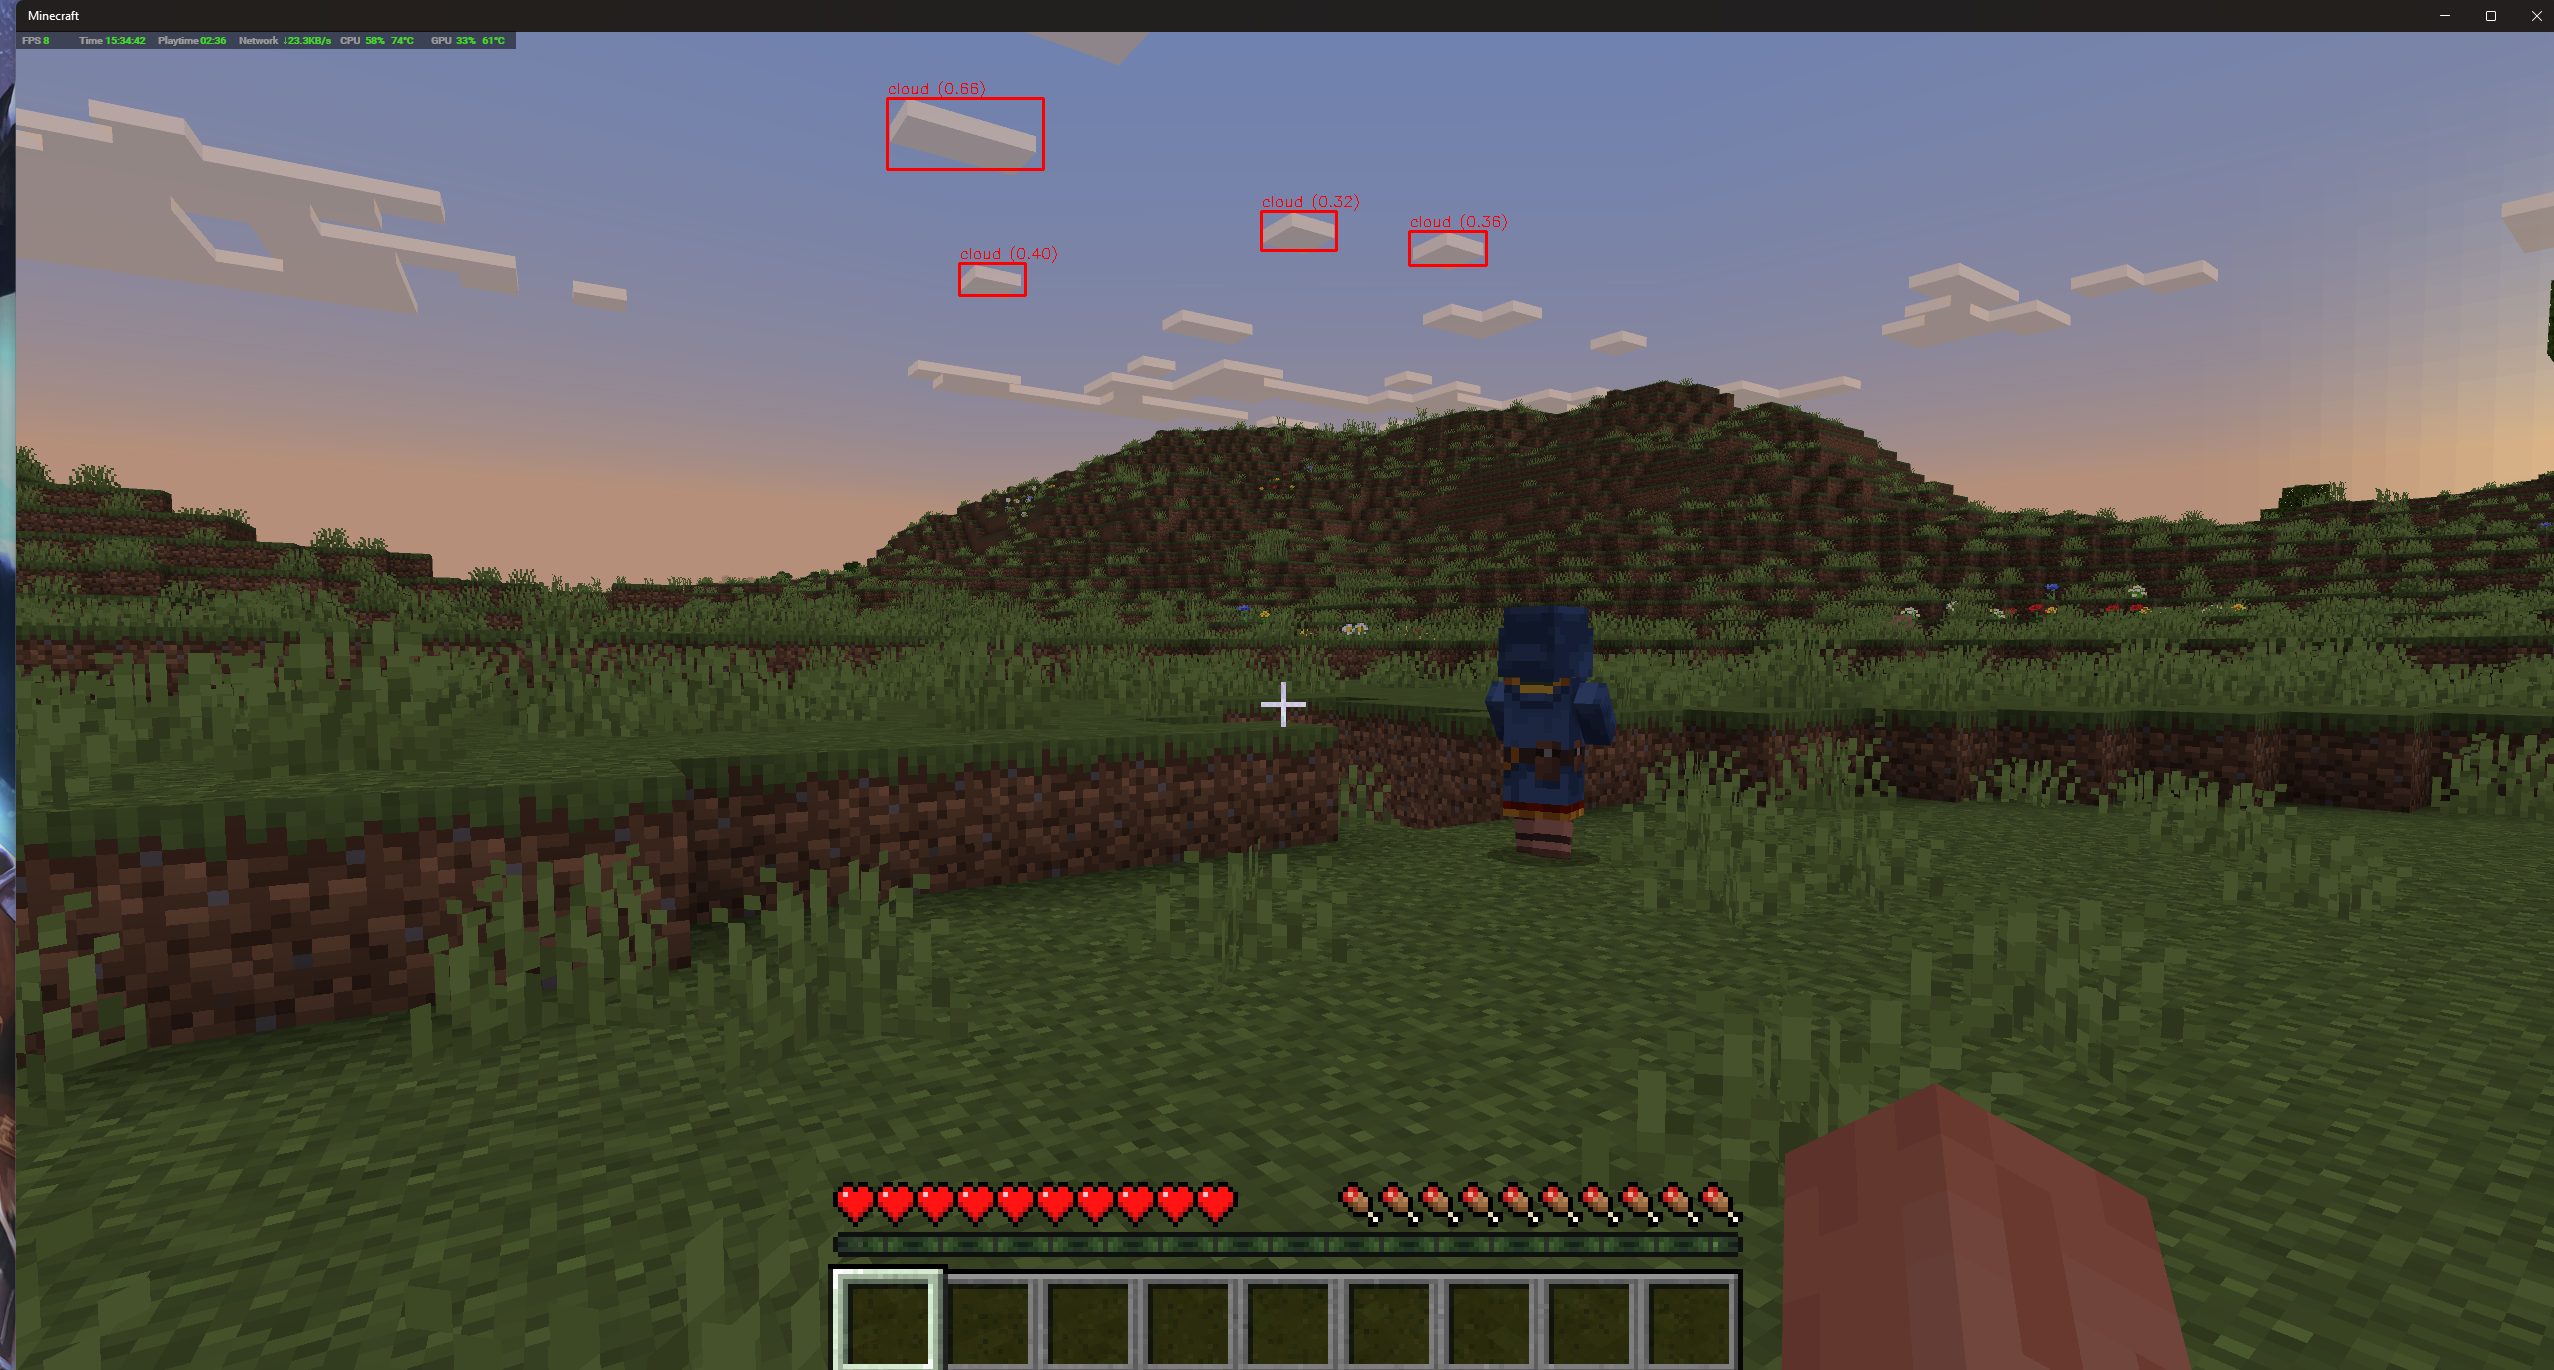 Minecraft
FPS 8 Time 15:34:42 Playtime 02:36 Network ↓23.3KB/s CPU 58% 74°C GPU 33% 61°C
cloud (0.66)
cloud (0.32)
cloud (0.36)
cloud (0.40)